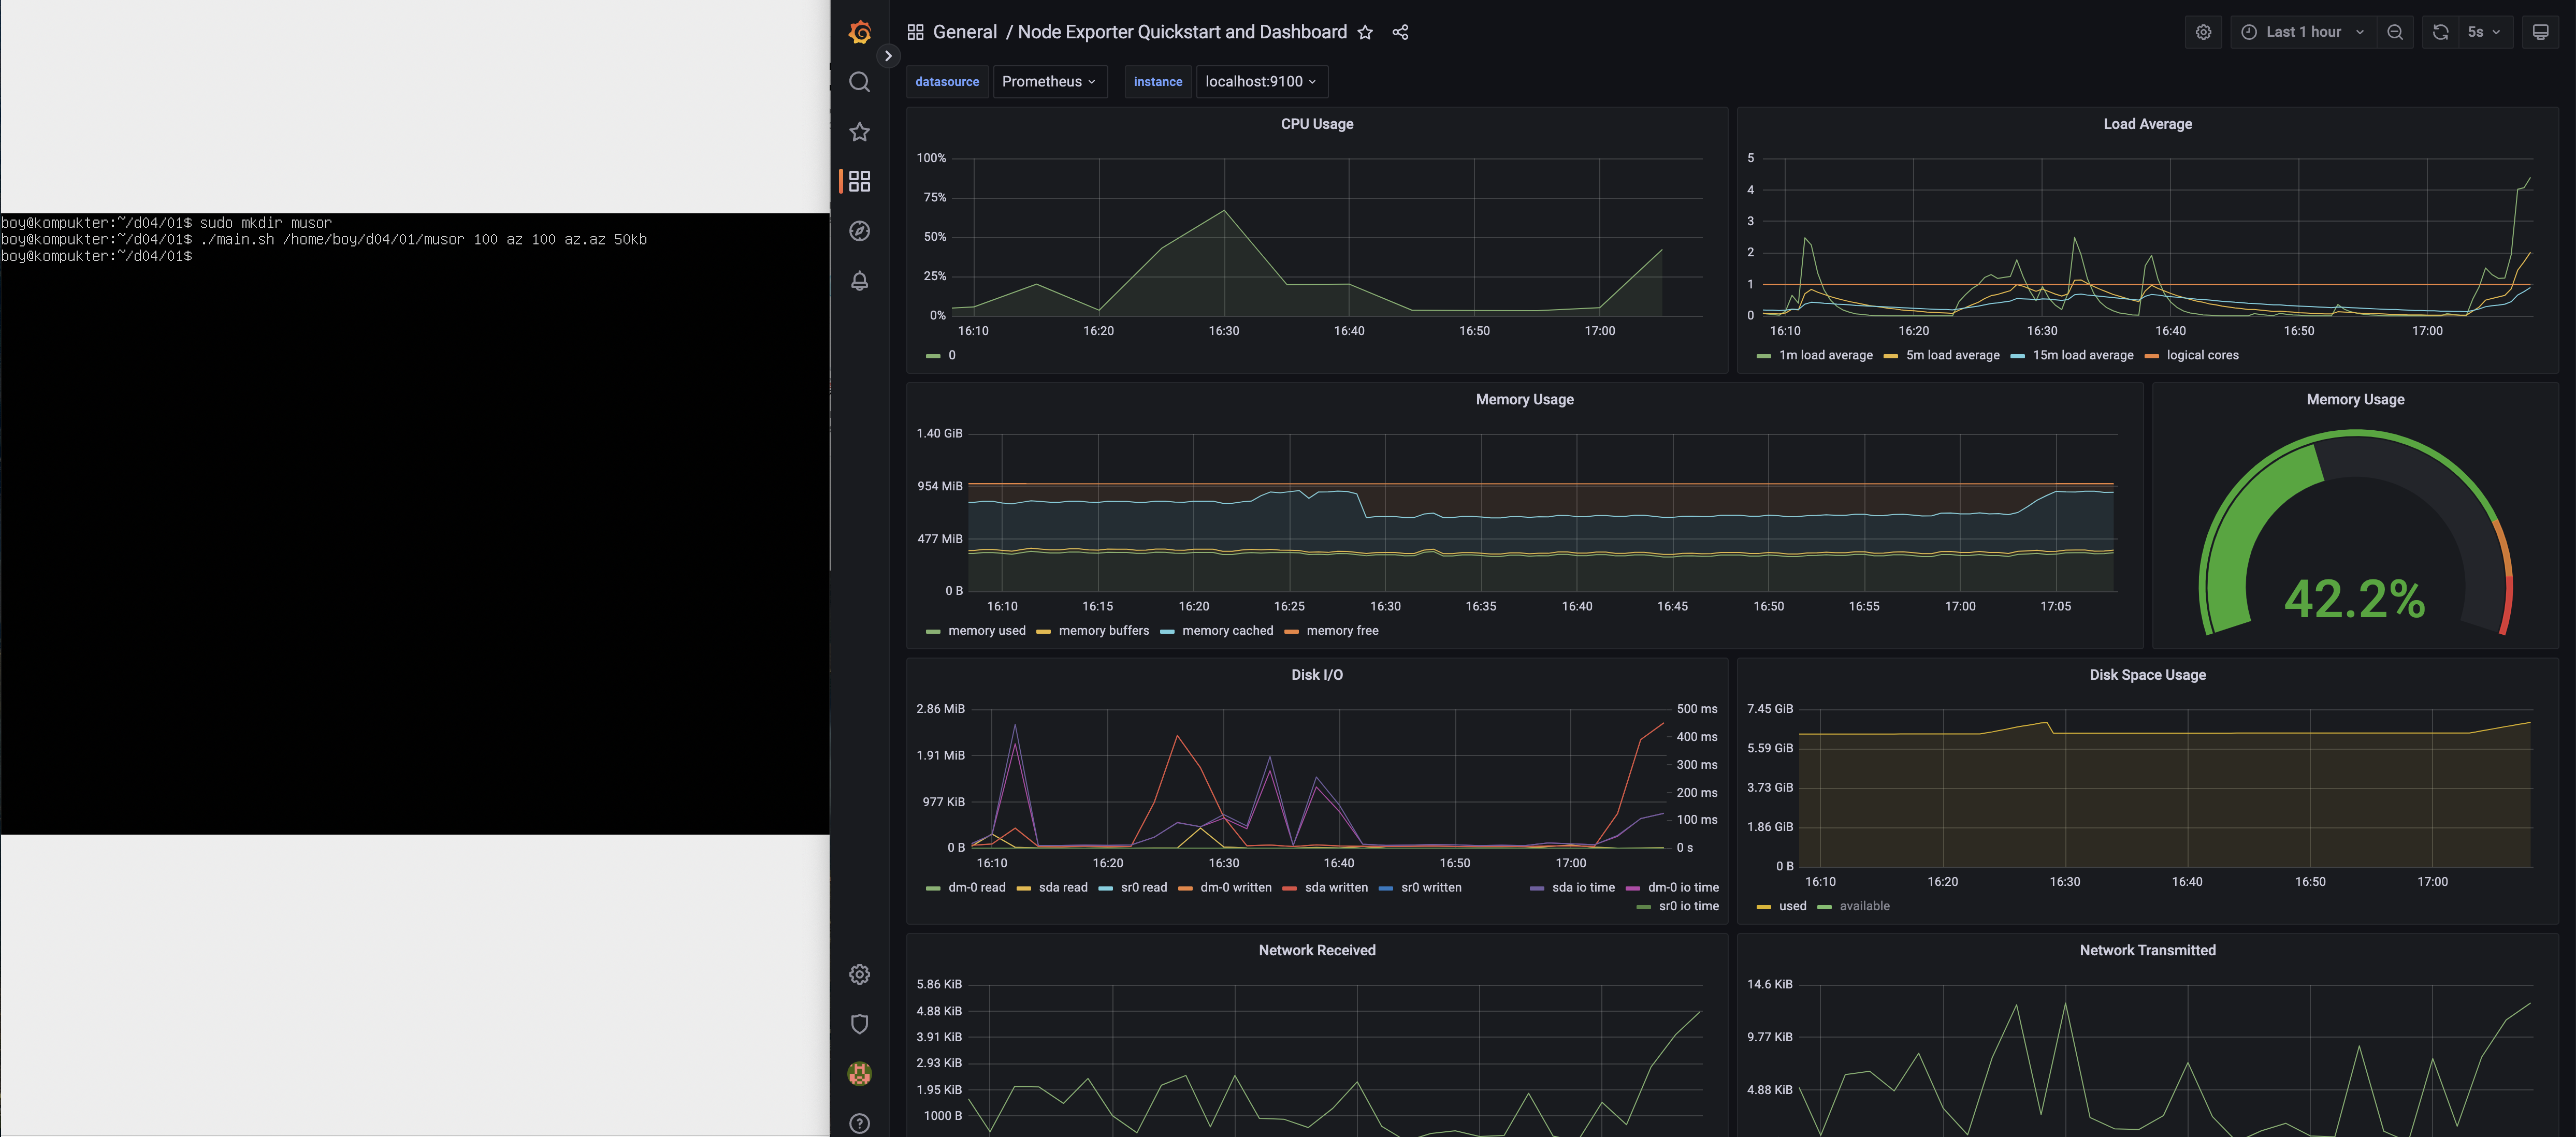 boy@kompukter:~/d04/01$ sudo mkdir musor
boy@kompukter:~/d04/01$ ./main.sh /home/boy/d04/01/musor 100 az 100 az.az 50kb
boy@kompukter:~/d04/01$
General / Node Exporter Quickstart and Dashboard
Last 1 hour
5s
datasource Prometheus instance localhost:9100
CPU Usage
100%
75%
50%
25%
0%
16:10 16:20 16:30 16:40 16:50 17:00
0
Load Average
5
4
3
2
1
0
16:10 16:20 16:30 16:40 16:50 17:00
1m load average 5m load average 15m load average logical cores
Memory Usage
1.40 GiB
954 MiB
477 MiB
0 B
16:10 16:15 16:20 16:25 16:30 16:35 16:40 16:45 16:50 16:55 17:00 17:05
memory used memory buffers memory cached memory free
Memory Usage
42.2%
Disk I/O
2.86 MiB
1.91 MiB
977 KiB
0 B
500 ms
400 ms
300 ms
200 ms
100 ms
0 s
16:10 16:20 16:30 16:40 16:50 17:00
dm-0 read sda read sr0 read dm-0 written sda written sr0 written sda io time dm-0 io time
sr0 io time
Disk Space Usage
7.45 GiB
5.59 GiB
3.73 GiB
1.86 GiB
0 B
16:10 16:20 16:30 16:40 16:50 17:00
used available
Network Received
5.86 KiB
4.88 KiB
3.91 KiB
2.93 KiB
1.95 KiB
1000 B
Network Transmitted
14.6 KiB
9.77 KiB
4.88 KiB